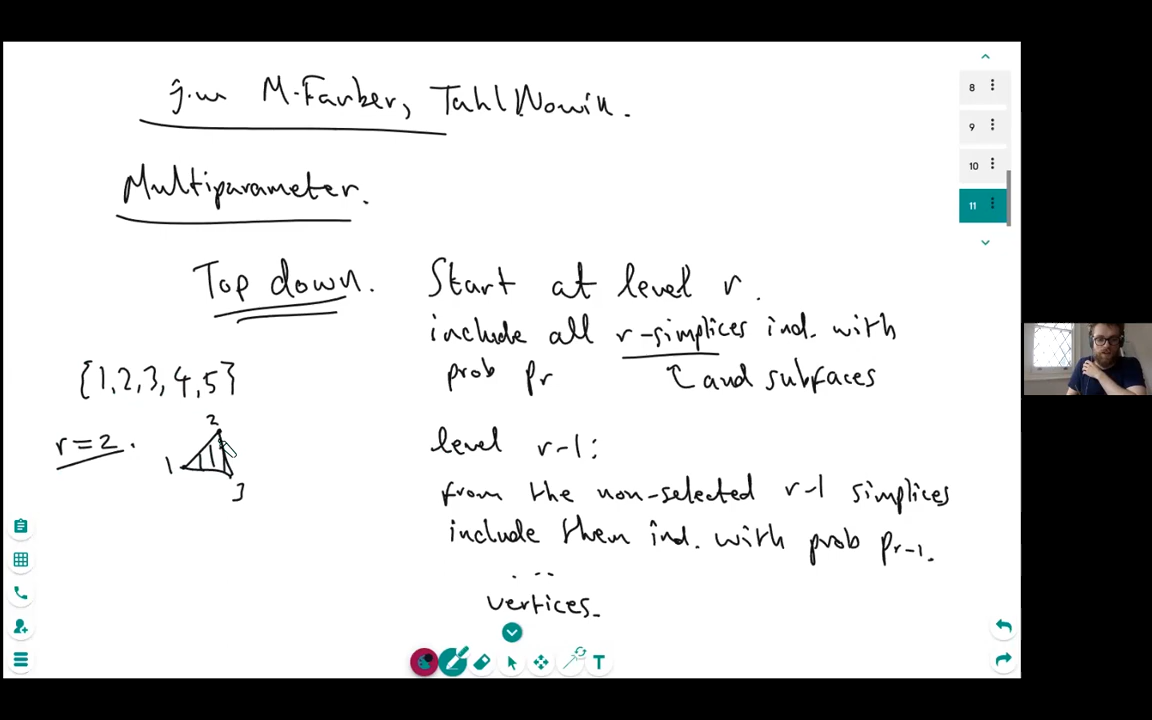 j.w M.Farber, Tahl Nowik.
Multiparameter.
Top down. Start at level r.
include all r-simplices ind. with
prob pr ↑ and subfaces
{1,2,3,4,5}
r=2.
2
1
3
level r-1:
from the non-selected r-1 simplices
include them ind. with prob pr-1.
. ...
vertices.
8
9
10
11
T